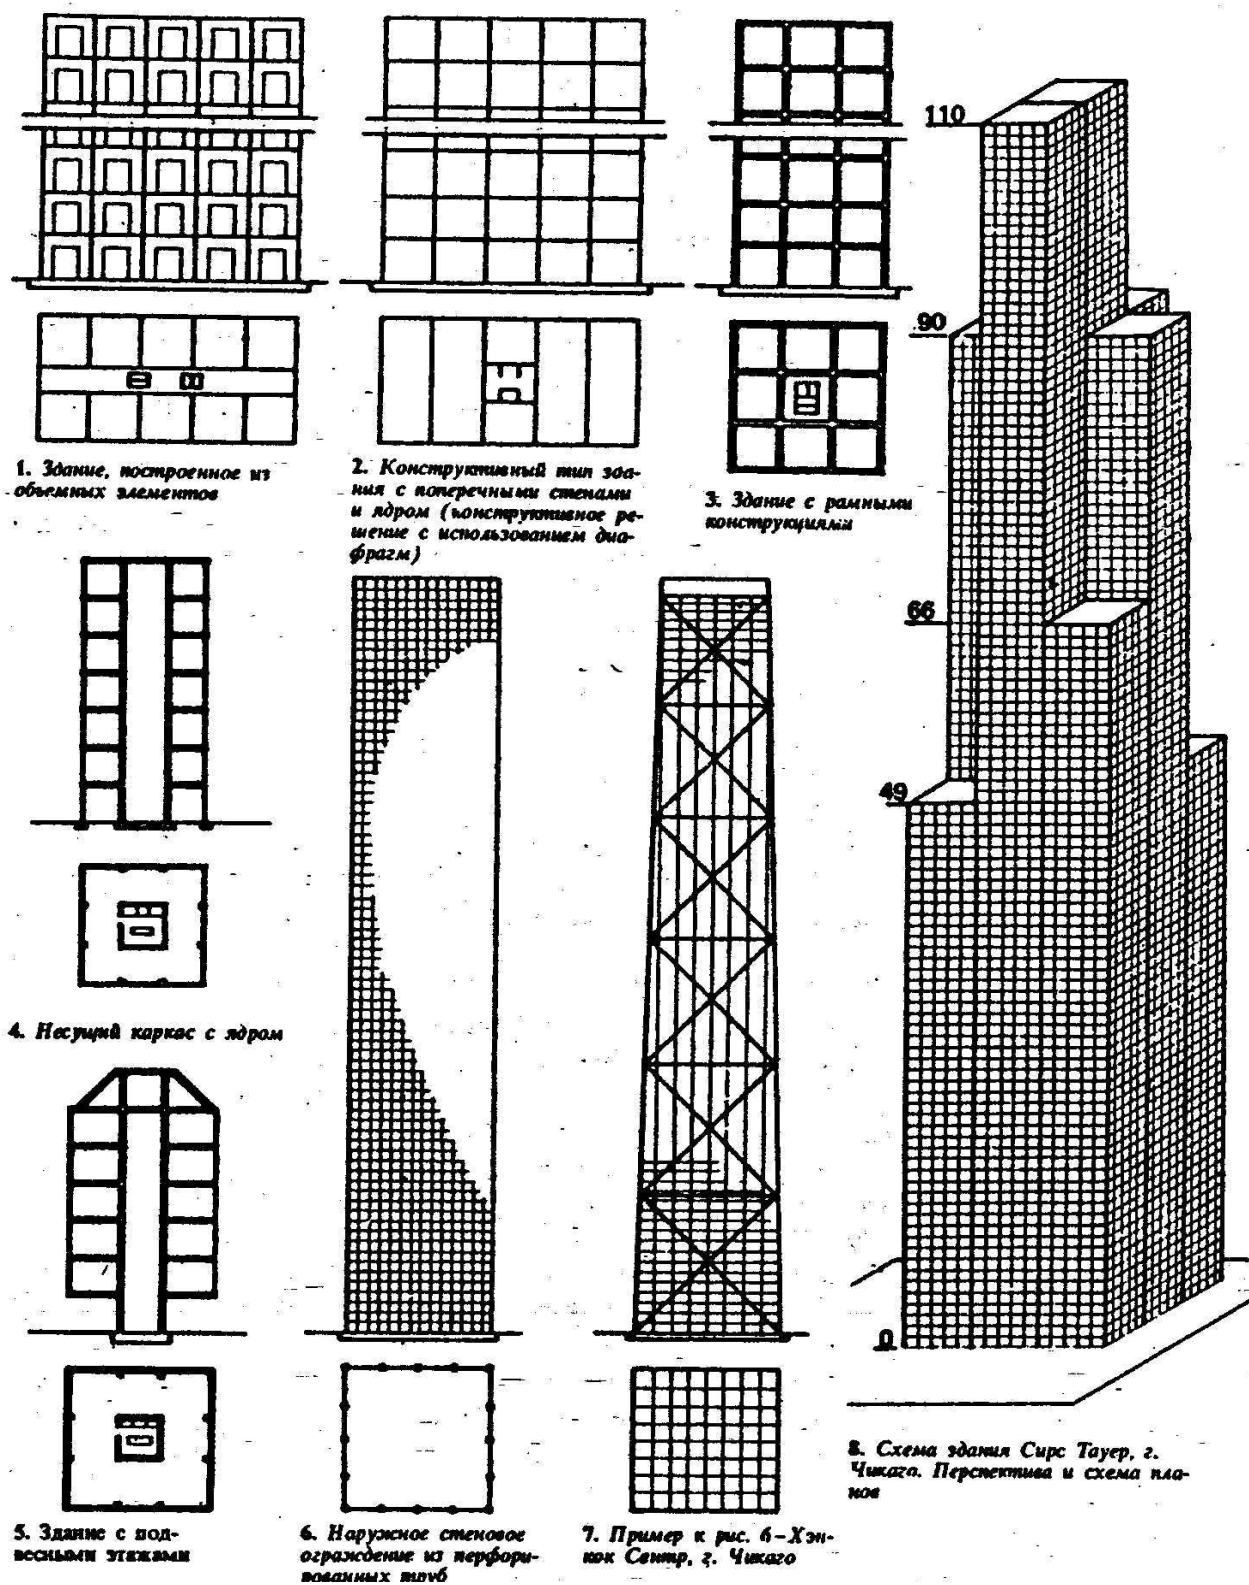 110
90
66
49
0
1. Здание, построенное из
объемных элементов
2. Конструктивный тип зда-
ния с поперечными стенами
и ядром (конструктивное ре-
шение с использованием диа-
фрагм)
3. Здание с рамными
конструкциями
4. Несущий каркас с ядром
5. Здание с под-
весными этажами
6. Наружное стеновое
ограждение из перфори-
рованных труб
7. Пример к рис. 6–Хэн-
кок Сентр, г. Чикаго
8. Схема здания Сирс Тауер, г.
Чикаго. Перспектива и схема пла-
нов